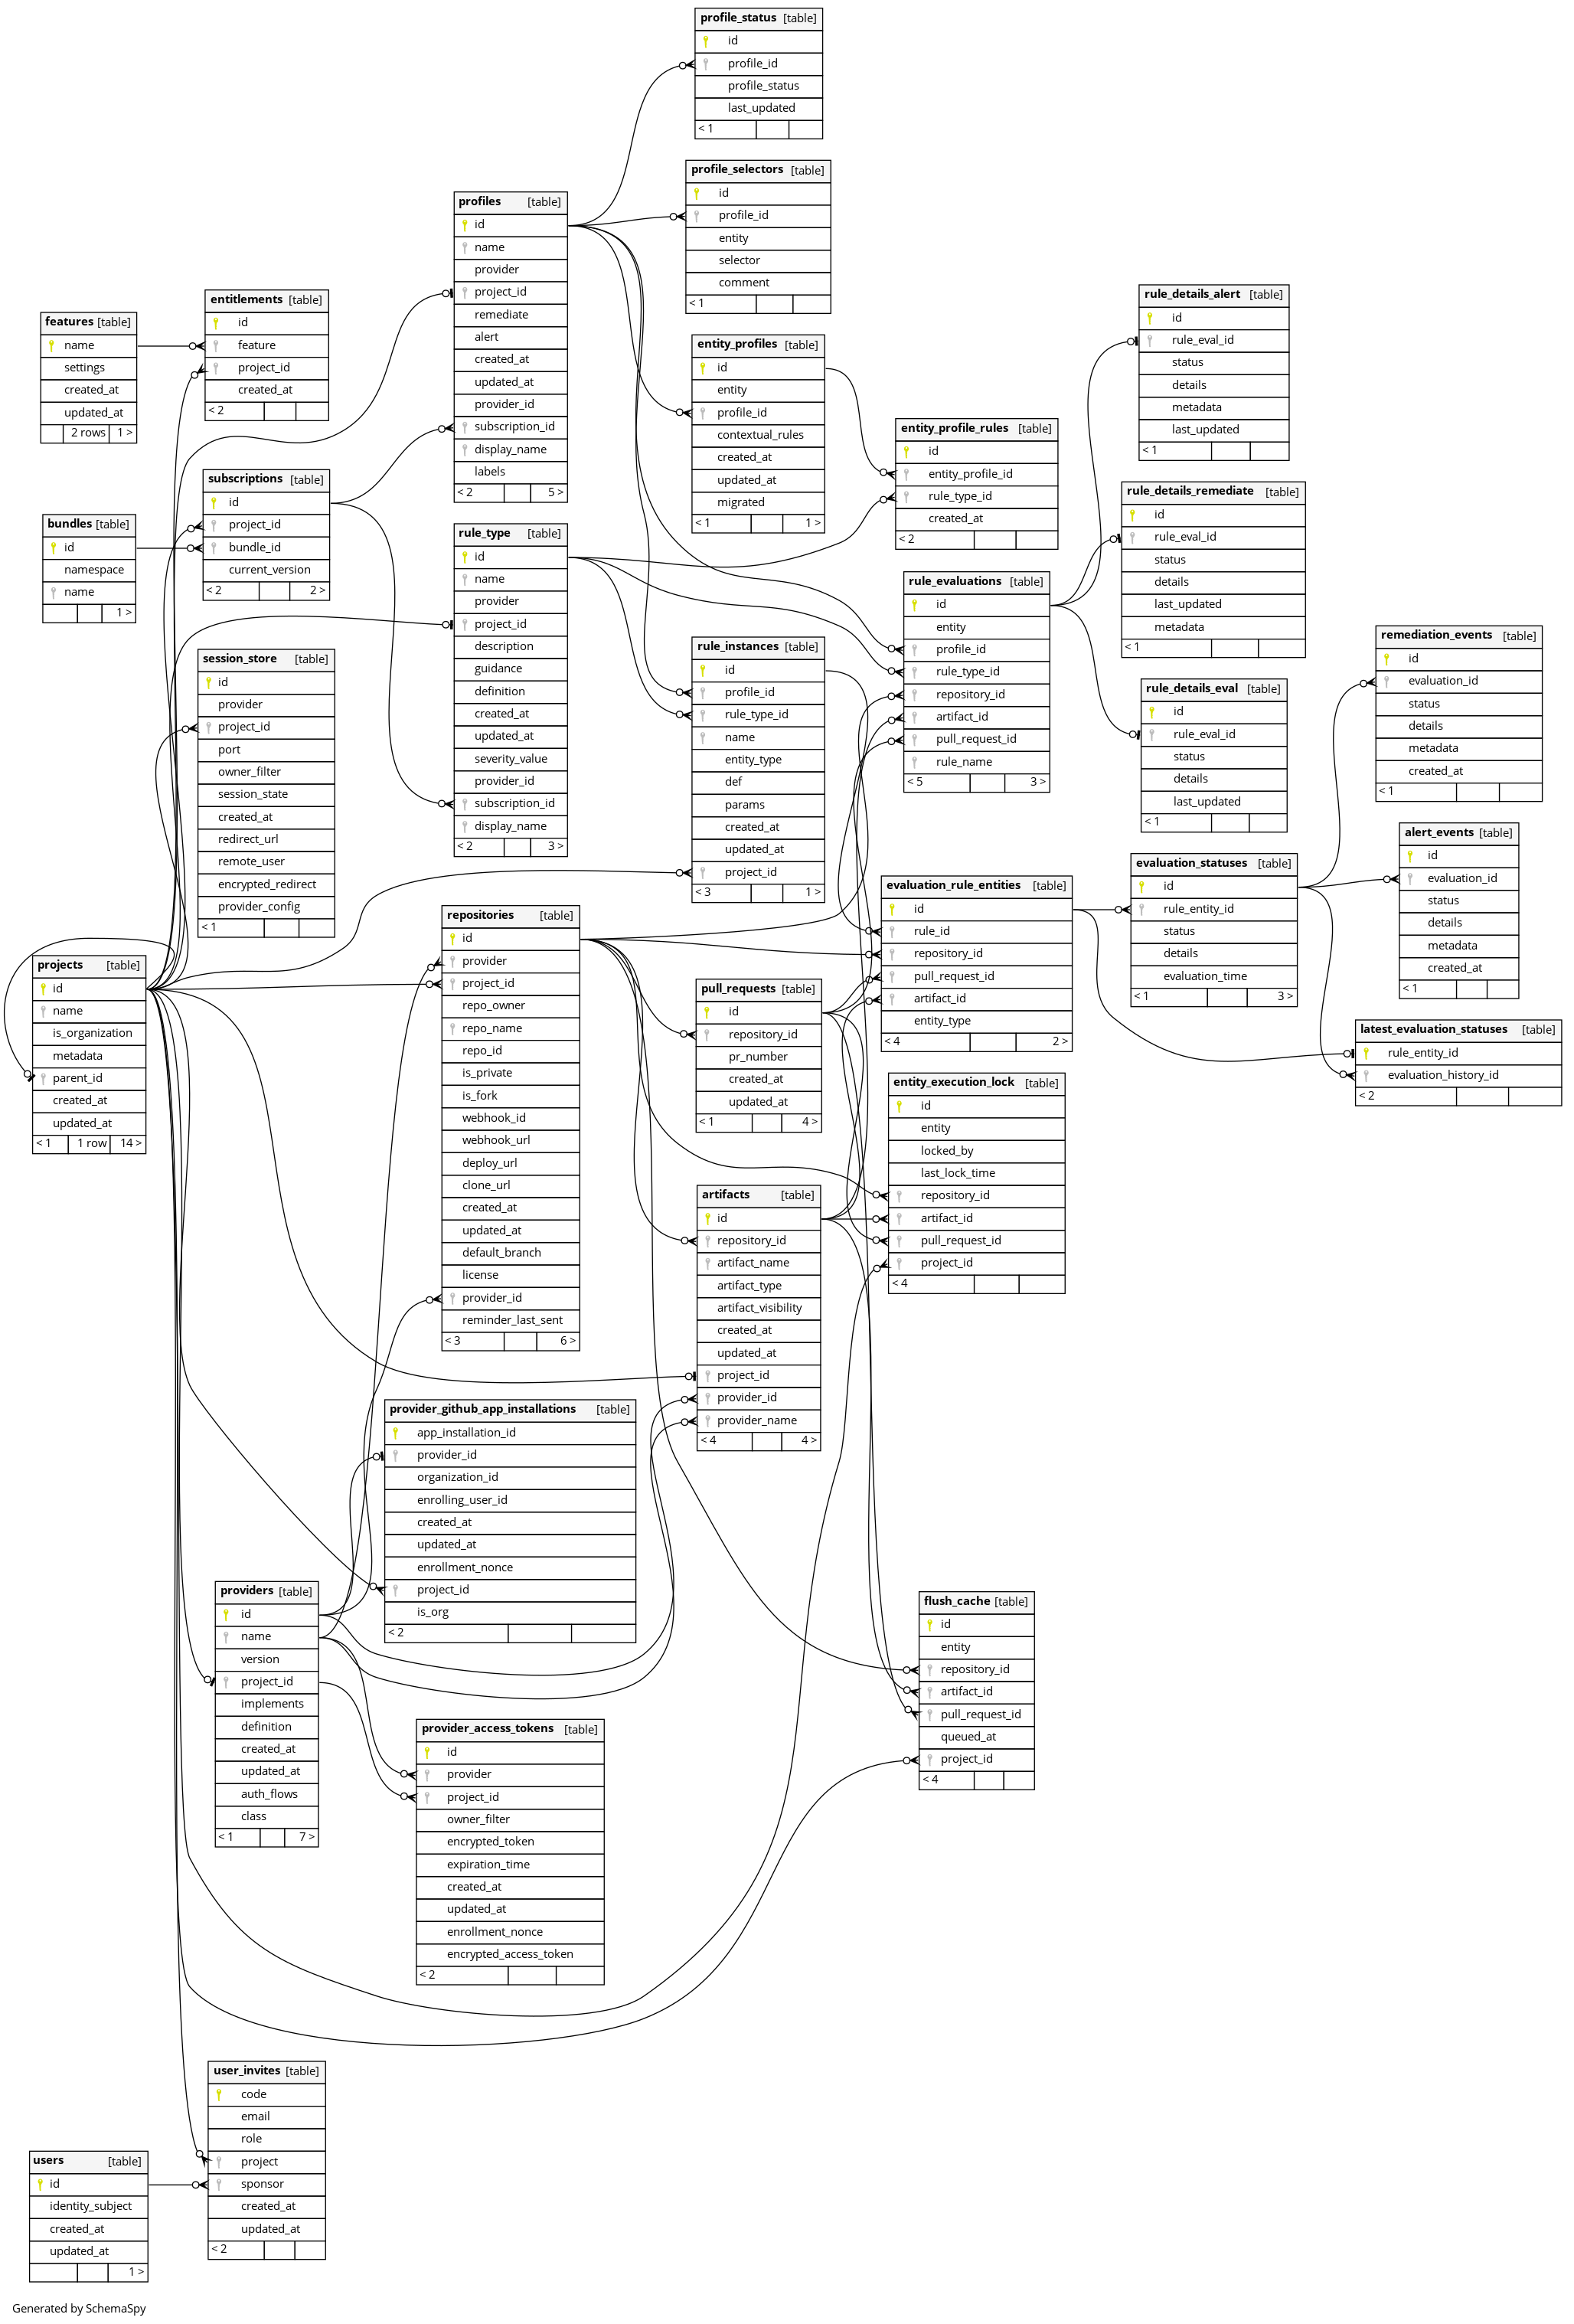 profile_status [table]
id
profile_id
profile_status
last_updated
< 1
profile_selectors [table]
id
profile_id
entity
selector
comment
< 1
profiles [table]
id
name
provider
project_id
remediate
alert
created_at
updated_at
provider_id
subscription_id
display_name
labels
< 2 5 >
entitlements [table]
id
feature
project_id
created_at
< 2
features [table]
name
settings
created_at
updated_at
2 rows 1 >
entity_profiles [table]
id
entity
profile_id
contextual_rules
created_at
updated_at
migrated
< 1 1 >
rule_details_alert [table]
id
rule_eval_id
status
details
metadata
last_updated
< 1
entity_profile_rules [table]
id
entity_profile_id
rule_type_id
created_at
< 2
subscriptions [table]
id
project_id
bundle_id
current_version
< 2 2 >
bundles [table]
id
namespace
name
1 >
rule_details_remediate [table]
id
rule_eval_id
status
details
last_updated
metadata
< 1
rule_type [table]
id
name
provider
project_id
description
guidance
definition
created_at
updated_at
severity_value
provider_id
subscription_id
display_name
< 2 3 >
rule_evaluations [table]
id
entity
profile_id
rule_type_id
repository_id
artifact_id
pull_request_id
rule_name
< 5 3 >
session_store [table]
id
provider
project_id
port
owner_filter
session_state
created_at
redirect_url
remote_user
encrypted_redirect
provider_config
< 1
rule_instances [table]
id
profile_id
rule_type_id
name
entity_type
def
params
created_at
updated_at
project_id
< 3 1 >
remediation_events [table]
id
evaluation_id
status
details
metadata
created_at
< 1
rule_details_eval [table]
id
rule_eval_id
status
details
last_updated
< 1
alert_events [table]
id
evaluation_id
status
details
metadata
created_at
< 1
evaluation_statuses [table]
id
rule_entity_id
status
details
evaluation_time
< 1 3 >
evaluation_rule_entities [table]
id
rule_id
repository_id
pull_request_id
artifact_id
entity_type
< 4 2 >
latest_evaluation_statuses [table]
rule_entity_id
evaluation_history_id
< 2
repositories [table]
id
provider
project_id
repo_owner
repo_name
repo_id
is_private
is_fork
webhook_id
webhook_url
deploy_url
clone_url
created_at
updated_at
default_branch
license
provider_id
reminder_last_sent
< 3 6 >
projects [table]
id
name
is_organization
metadata
parent_id
created_at
updated_at
< 1 1 row 14 >
pull_requests [table]
id
repository_id
pr_number
created_at
updated_at
< 1 4 >
entity_execution_lock [table]
id
entity
locked_by
last_lock_time
repository_id
artifact_id
pull_request_id
project_id
< 4
artifacts [table]
id
repository_id
artifact_name
artifact_type
artifact_visibility
created_at
updated_at
project_id
provider_id
provider_name
< 4 4 >
provider_github_app_installations [table]
app_installation_id
provider_id
organization_id
enrolling_user_id
created_at
updated_at
enrollment_nonce
project_id
is_org
< 2
providers [table]
id
name
version
project_id
implements
definition
created_at
updated_at
auth_flows
class
< 1 7 >
flush_cache [table]
id
entity
repository_id
artifact_id
pull_request_id
queued_at
project_id
< 4
provider_access_tokens [table]
id
provider
project_id
owner_filter
encrypted_token
expiration_time
created_at
updated_at
enrollment_nonce
encrypted_access_token
< 2
user_invites [table]
code
email
role
project
sponsor
created_at
updated_at
< 2
users [table]
id
identity_subject
created_at
updated_at
1 >
Generated by SchemaSpy